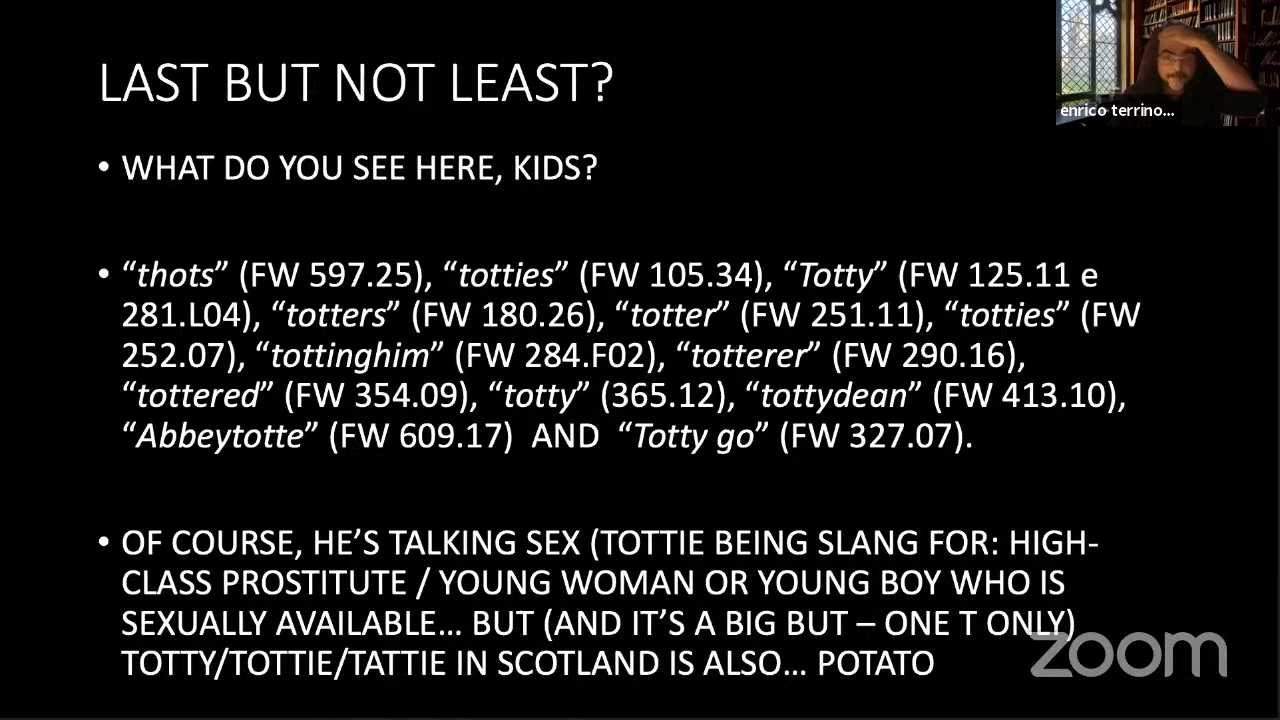 LAST BUT NOT LEAST?
enrico terrino...
• WHAT DO YOU SEE HERE, KIDS?
• “thots” (FW 597.25), “totties” (FW 105.34), “Totty” (FW 125.11 e
281.L04), “totters” (FW 180.26), “totter” (FW 251.11), “totties” (FW
252.07), “tottinghim” (FW 284.F02), “totterer” (FW 290.16),
“tottered” (FW 354.09), “totty” (365.12), “tottydean” (FW 413.10),
“Abbeytotte” (FW 609.17) AND “Totty go” (FW 327.07).
• OF COURSE, HE’S TALKING SEX (TOTTIE BEING SLANG FOR: HIGH-
CLASS PROSTITUTE / YOUNG WOMAN OR YOUNG BOY WHO IS
SEXUALLY AVAILABLE... BUT (AND IT’S A BIG BUT – ONE T ONLY)
TOTTY/TOTTIE/TATTIE IN SCOTLAND IS ALSO... POTATO
zoom